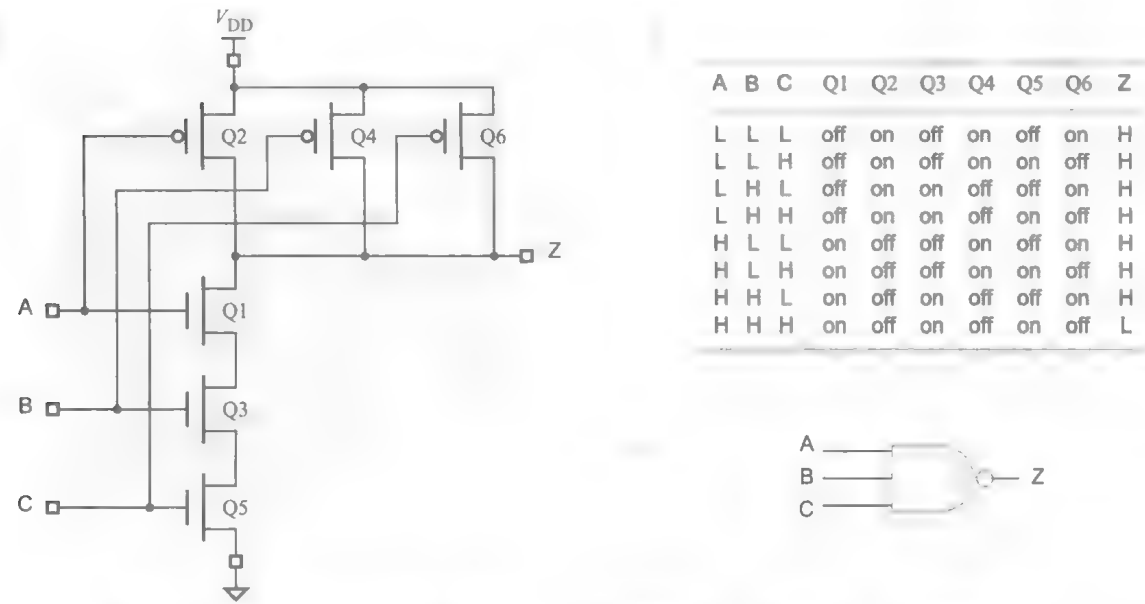 VDD
Q2
Q4
Q6
Z
A
Q1
B
Q3
C
Q5
A B C Q1 Q2 Q3 Q4 Q5 Q6 Z
L L L off on off on off on H
L L H off on off on on off H
L H L off on on off off on H
L H H off on on off on off H
H L L on off off on off on H
H L H on off off on on off H
H H L on off on off off on H
H H H on off on off on off L
A
B
C
Z